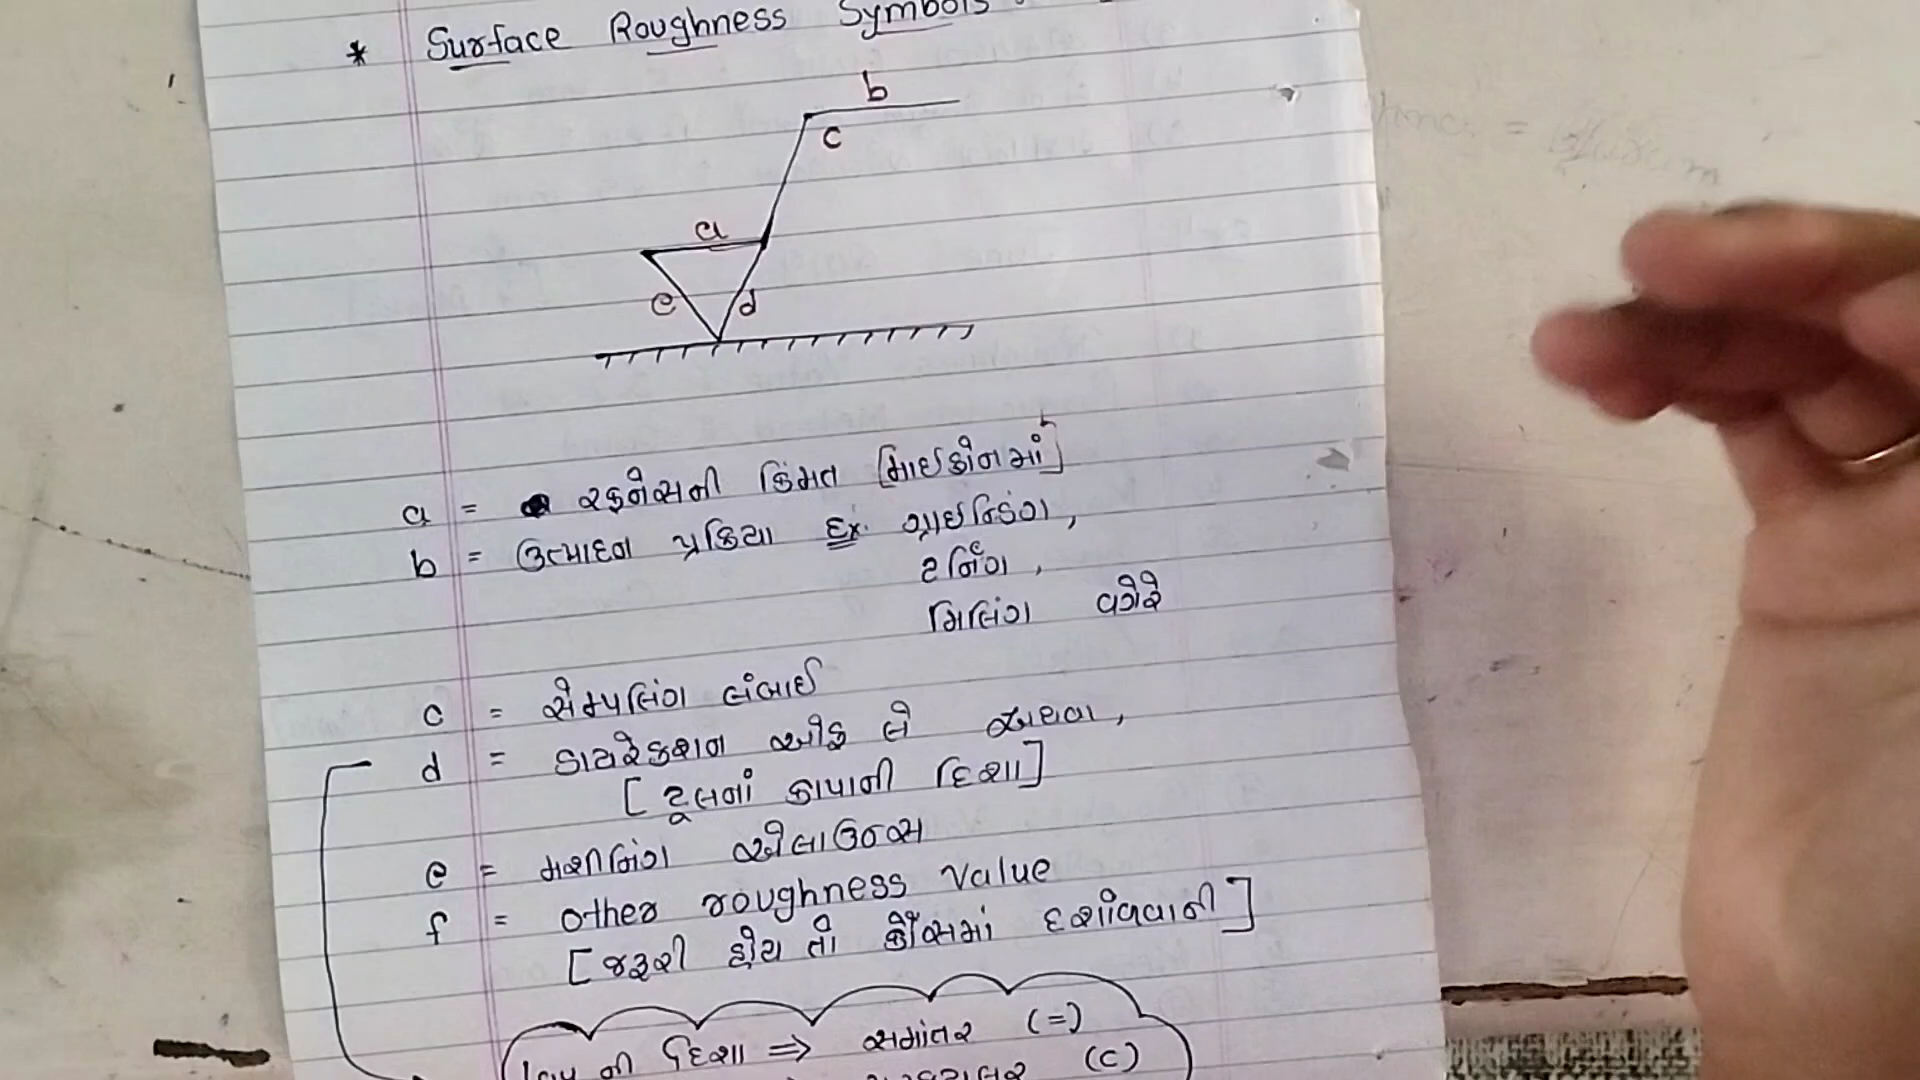 * Surface Roughness Symbols
b
c
a
e d
a = રફનેસની કિંમત [માઈક્રોનમાં]
b = ઉત્પાદન પ્રક્રિયા Ex. ગ્રાઈન્ડિંગ,
ટર્નિંગ,
મિલિંગ વગેરે
c = સેમ્પલિંગ લંબાઈ
d = ડાયરેકશન ઓફ લે અથવા,
[ટૂલનાં કાપાની દિશા]
e = મશીનિંગ એલાઉન્સ
f = other roughness value
[જરૂરી હોય તો કૌંસમાં દર્શાવવાની]
ની દિશા ⇒ સમાંતર (=)
(C)